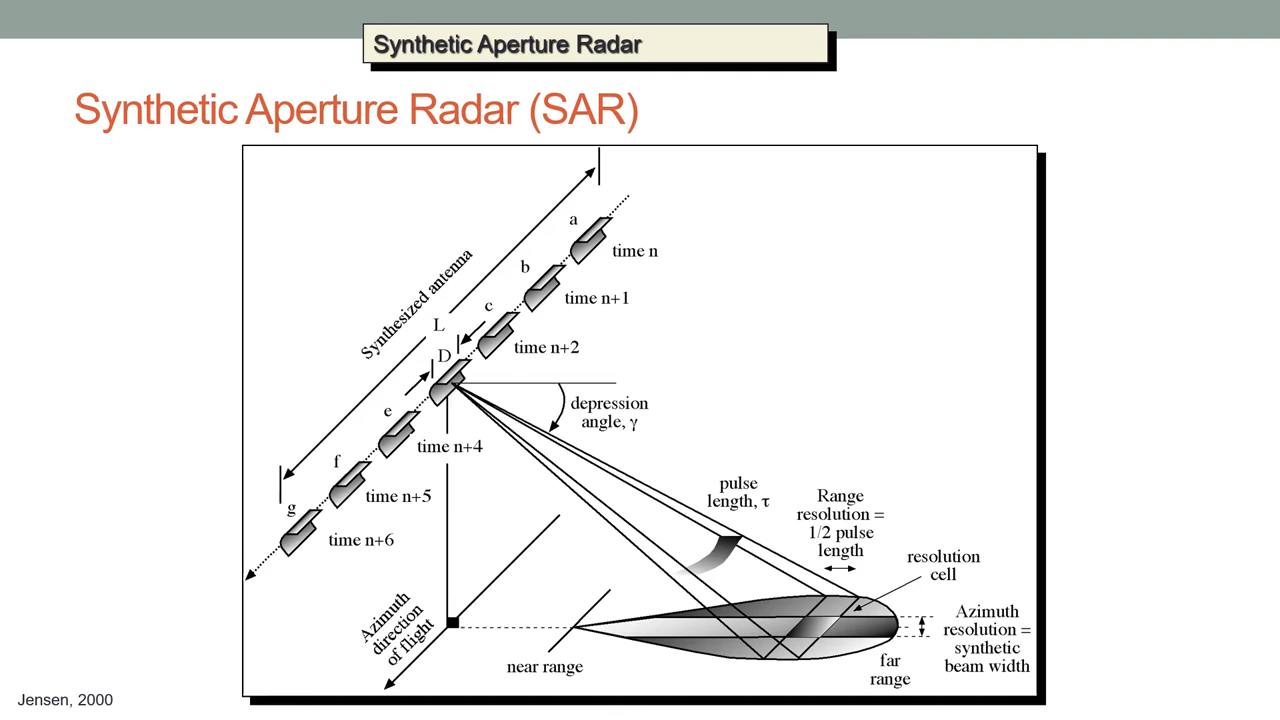 Synthetic Aperture Radar
Synthetic Aperture Radar (SAR)
a
time n
b
time n+1
Synthesized antenna
c
L
time n+2
D
depression
angle, γ
e
time n+4
f
time n+5
g
time n+6
pulse
length, τ
Range
resolution =
1/2 pulse
length
resolution
cell
Azimuth
direction
of flight
near range
Azimuth
resolution =
synthetic
beam width
far
range
Jensen, 2000